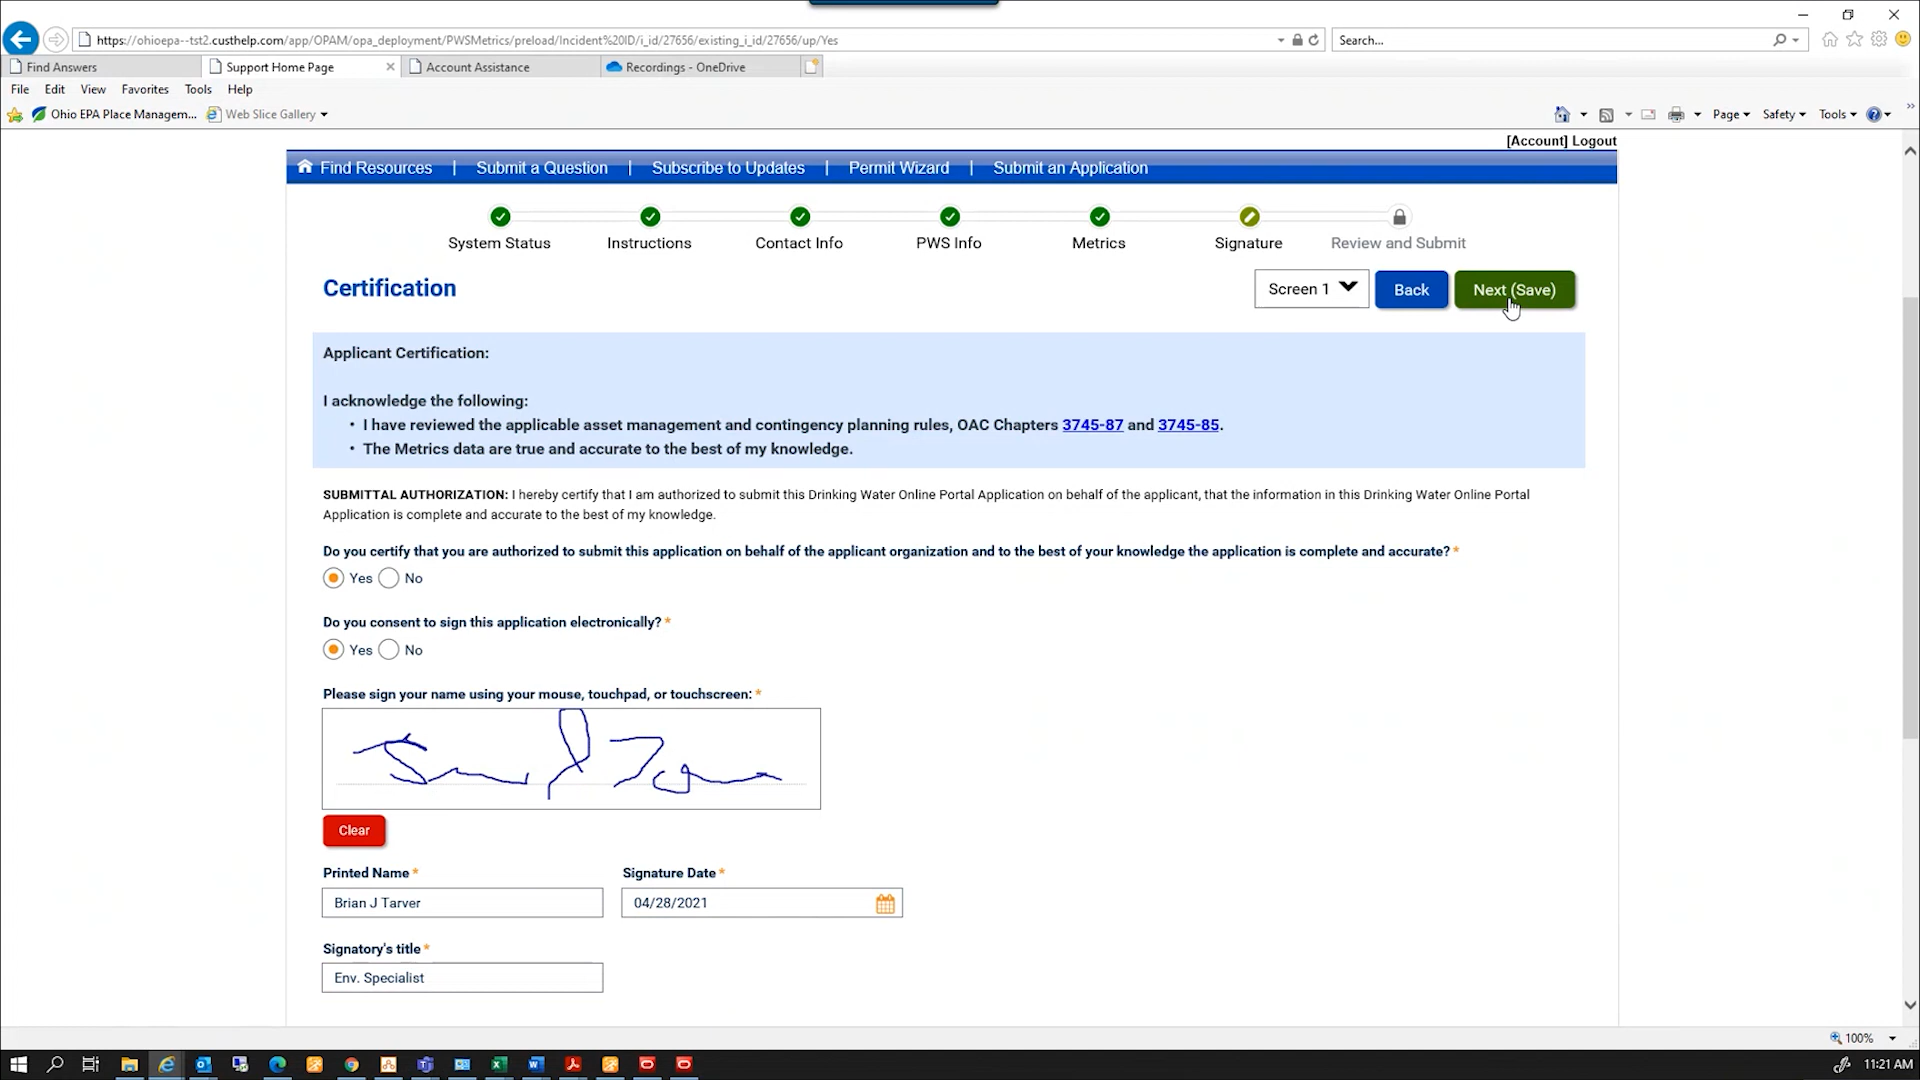 https://ohioepa--tst2.custhelp.com/app/OPAM/opa_deployment/PWSMetrics/preload/Incident%20ID/i_id/27656/existing_i_id/27656/up/Yes
Search...
Find Answers
Support Home Page
Account Assistance
Recordings - OneDrive
File Edit View Favorites Tools Help
Ohio EPA Place Managem...
Web Slice Gallery
Page Safety Tools
[Account] Logout
Find Resources | Submit a Question | Subscribe to Updates | Permit Wizard | Submit an Application
System Status
Instructions
Contact Info
PWS Info
Metrics
Signature
Review and Submit
Certification
Screen 1
Back
Next (Save)
Applicant Certification:
I acknowledge the following:
• I have reviewed the applicable asset management and contingency planning rules, OAC Chapters 3745-87 and 3745-85.
• The Metrics data are true and accurate to the best of my knowledge.
SUBMITTAL AUTHORIZATION: I hereby certify that I am authorized to submit this Drinking Water Online Portal Application on behalf of the applicant, that the information in this Drinking Water Online Portal
Application is complete and accurate to the best of my knowledge.
Do you certify that you are authorized to submit this application on behalf of the applicant organization and to the best of your knowledge the application is complete and accurate? *
Yes No
Do you consent to sign this application electronically? *
Yes No
Please sign your name using your mouse, touchpad, or touchscreen: *
Clear
Printed Name *
Signature Date *
Brian J Tarver
04/28/2021
Signatory's title *
Env. Specialist
100%
11:21 AM